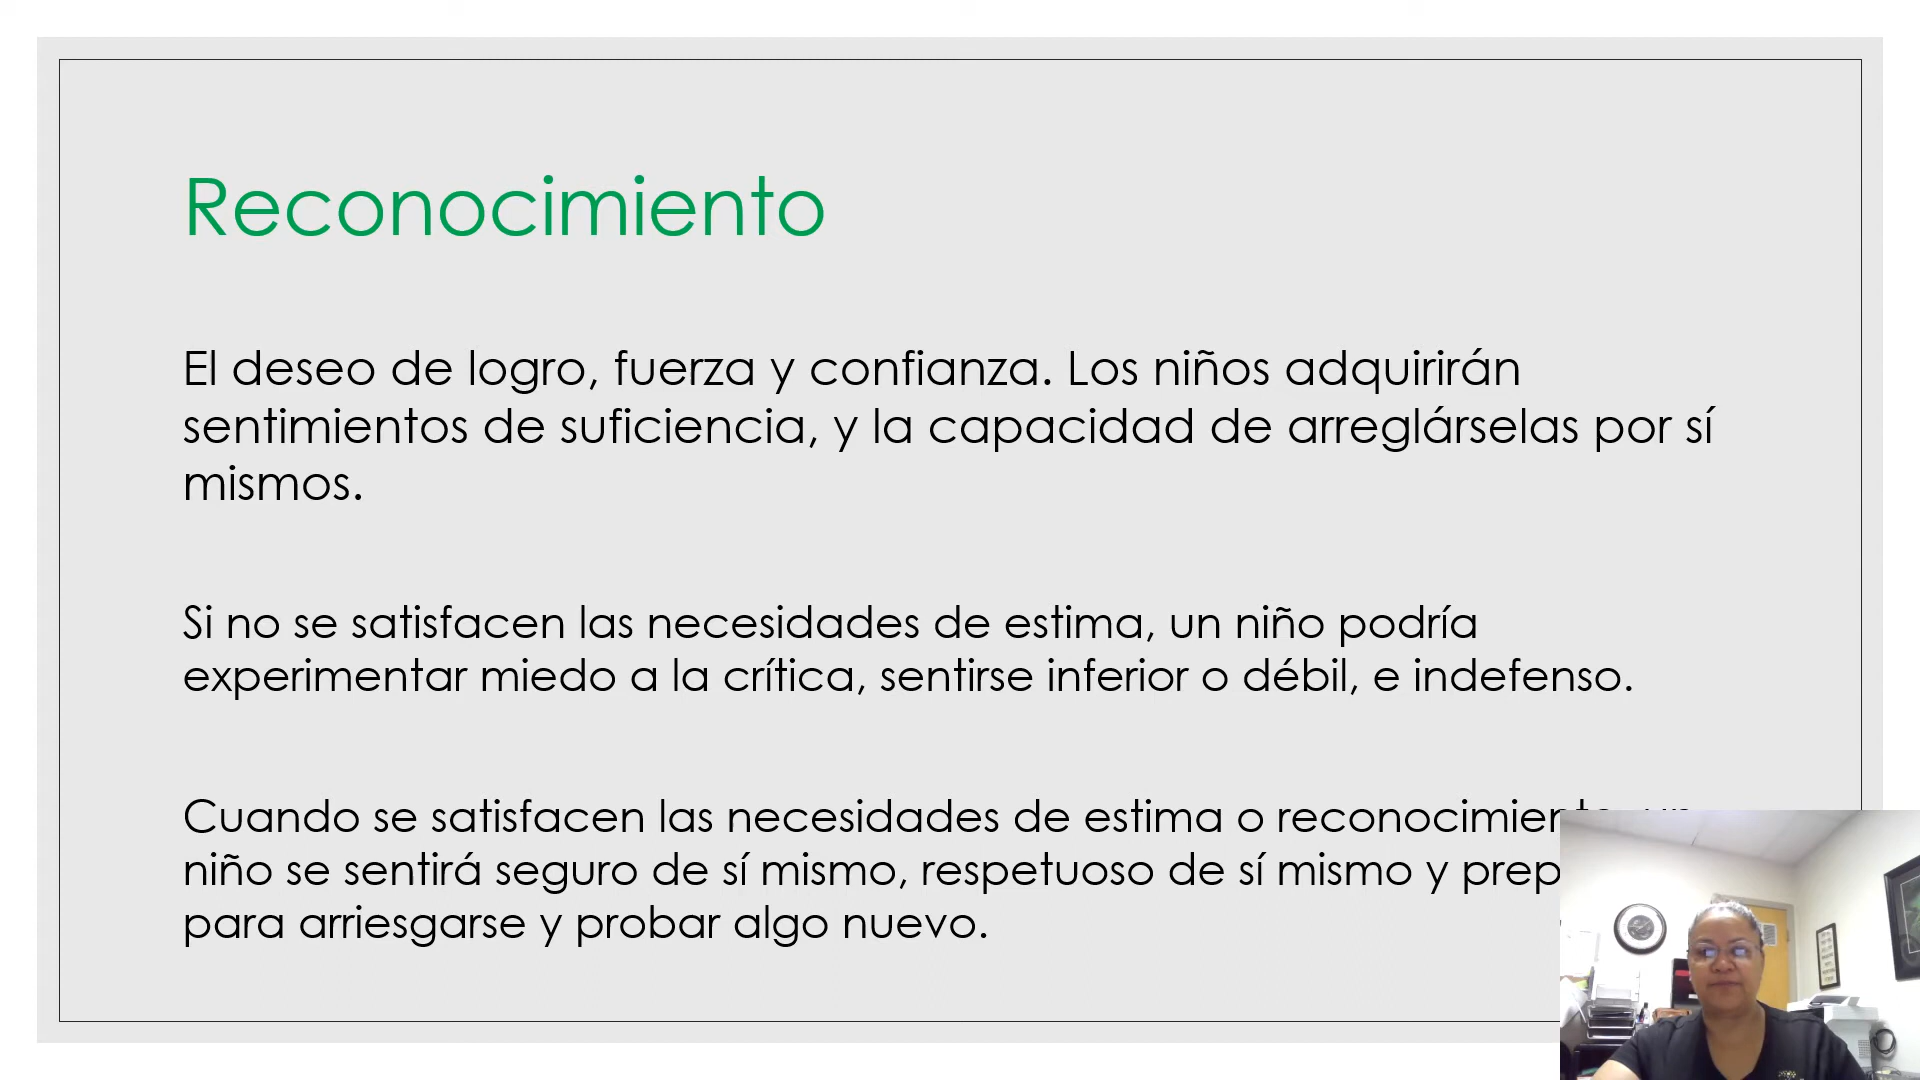 Reconocimiento
El deseo de logro, fuerza y confianza. Los niños adquirirán
sentimientos de suficiencia, y la capacidad de arreglárselas por sí
mismos.
Si no se satisfacen las necesidades de estima, un niño podría
experimentar miedo a la crítica, sentirse inferior o débil, e indefenso.
Cuando se satisfacen las necesidades de estima o
niño se sentirá seguro de sí mismo, respetuoso de sí mismo y
para arriesgarse y probar algo nuevo.